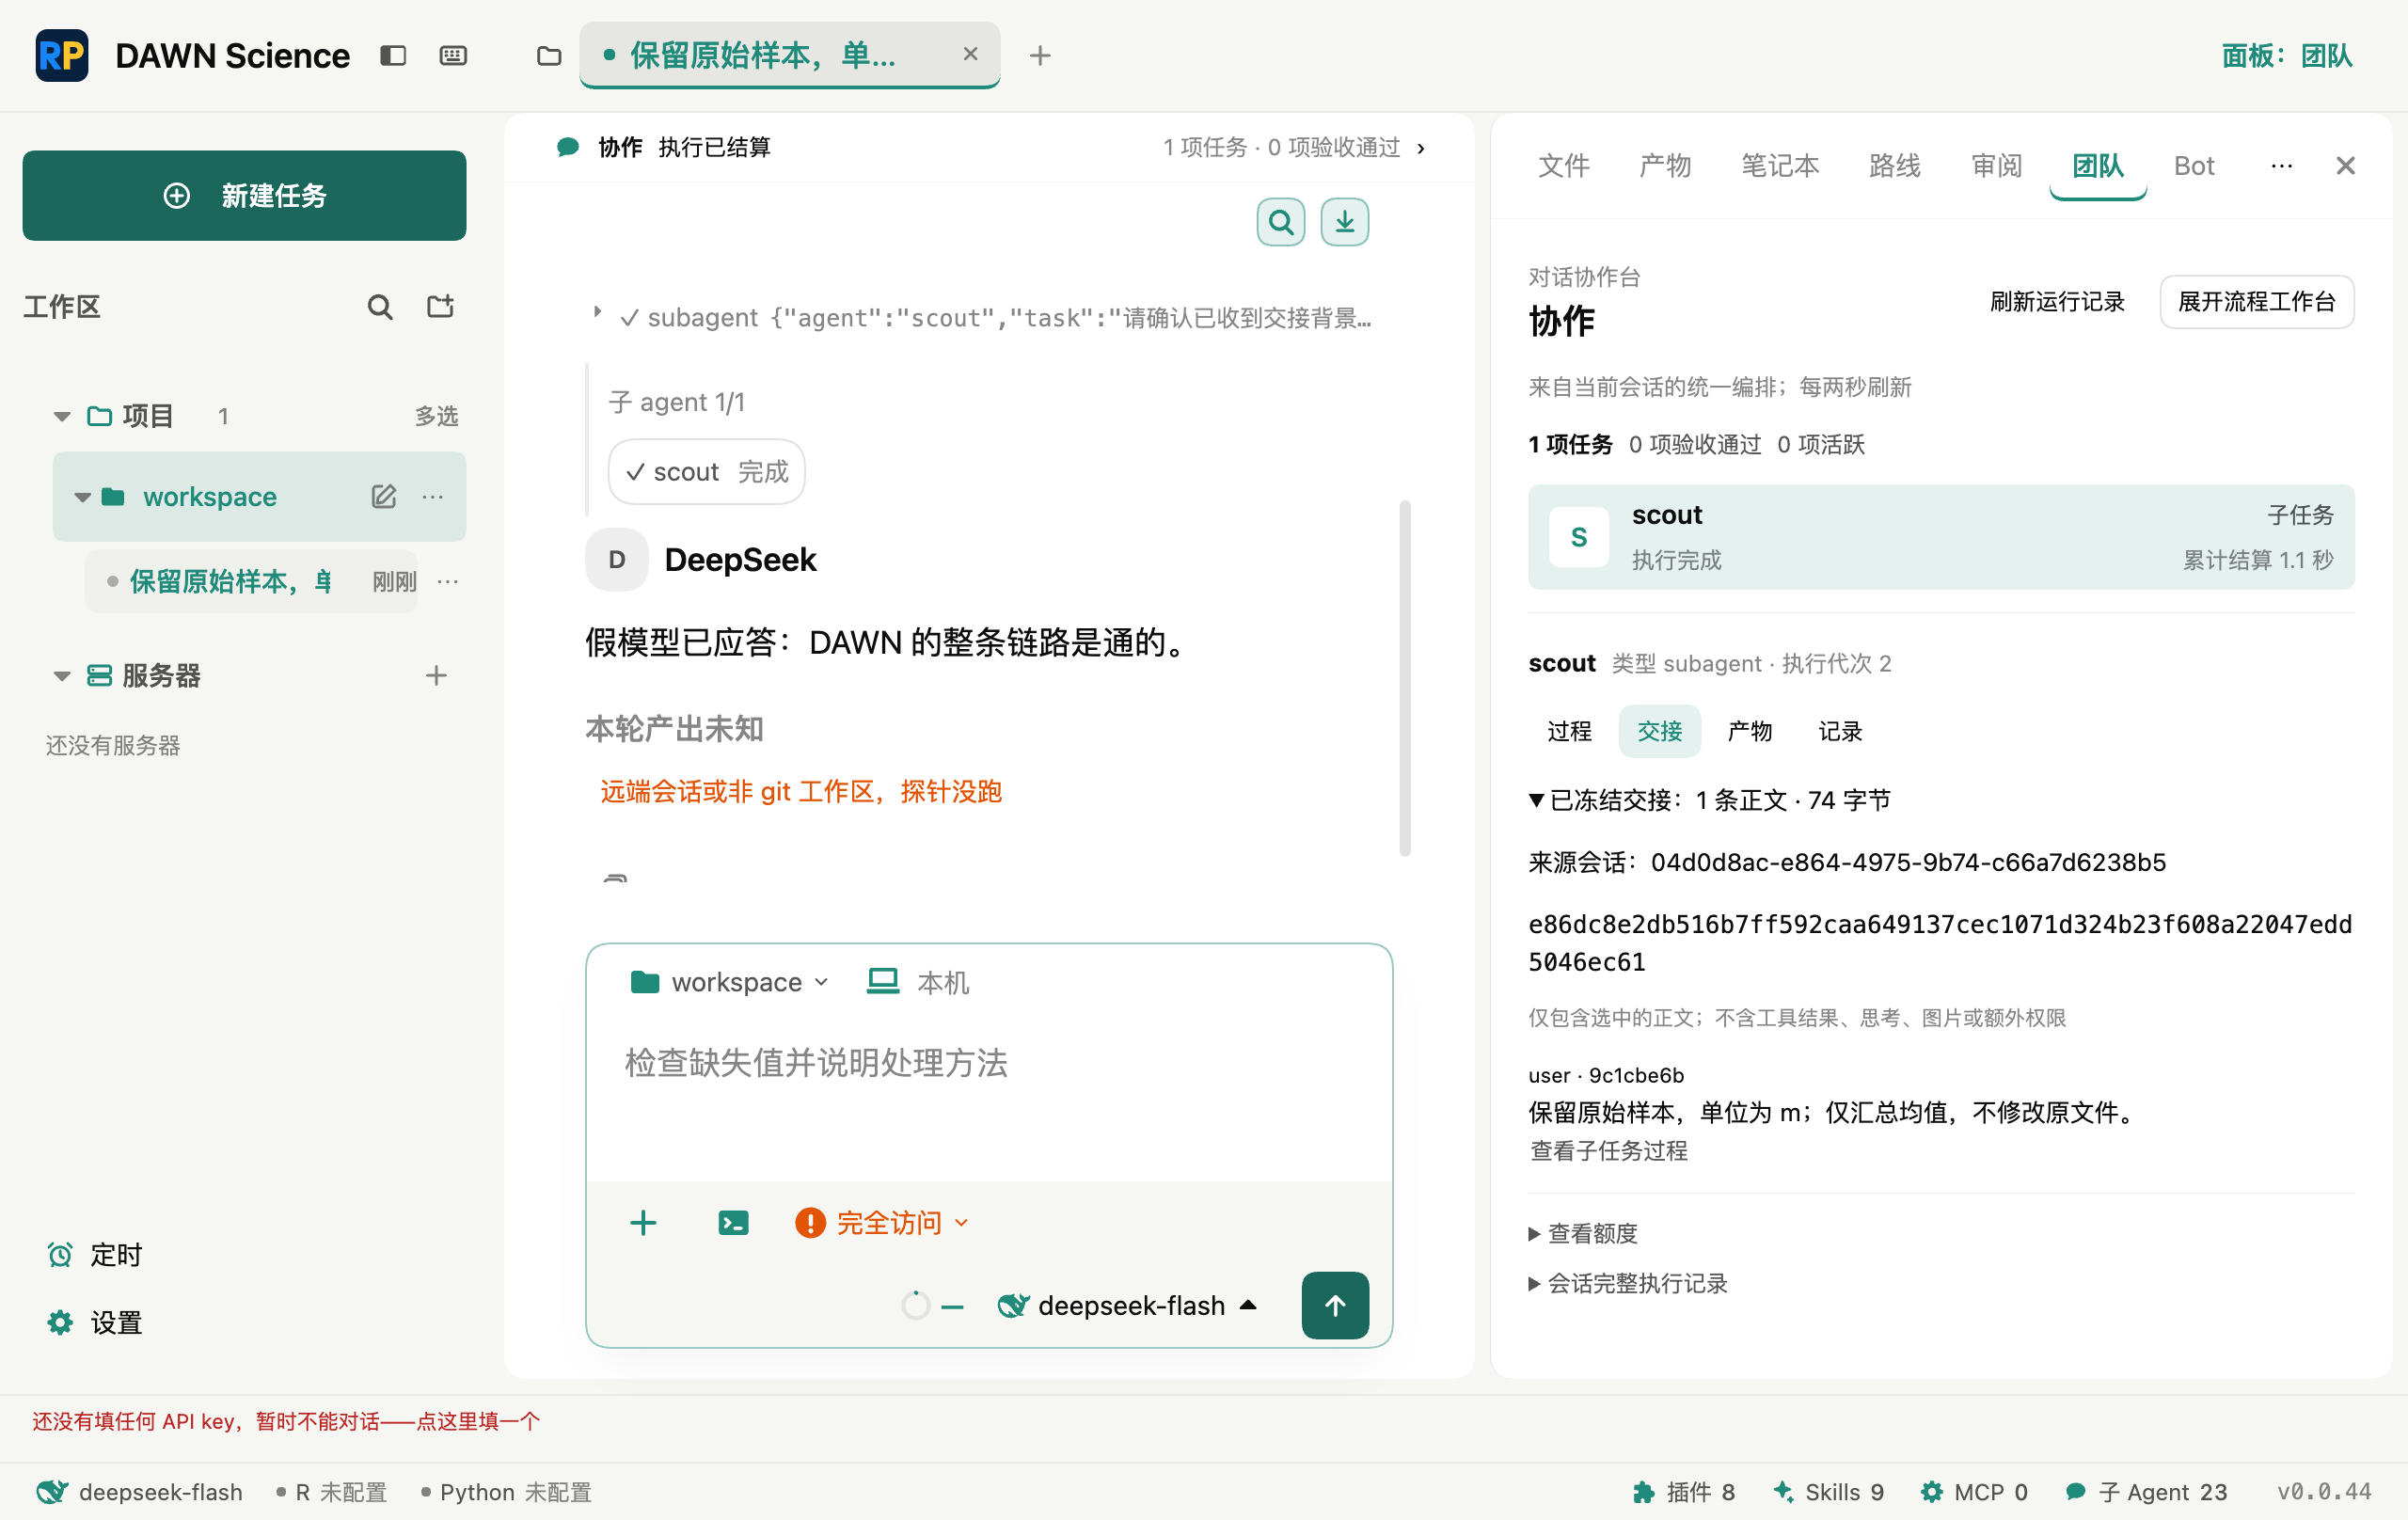 RP DAWN Science
保留原始样本，单...
面板：团队
新建任务
工作区
项目 1 多选
workspace
保留原始样本， 刚刚
服务器
还没有服务器
定时
设置
协作 执行已结算 1 项任务 · 0 项验收通过 ›
subagent {"agent":"scout","task":"请确认已收到交接背景…
子 agent 1/1
scout 完成
D DeepSeek
假模型已应答：DAWN 的整条链路是通的。
本轮产出未知
远端会话或非 git 工作区，探针没跑
workspace 本机
检查缺失值并说明处理方法
完全访问
deepseek-flash
文件 产物 笔记本 路线 审阅 团队 Bot
对话协作台
协作
刷新运行记录 展开流程工作台
来自当前会话的统一编排；每两秒刷新
1 项任务 0 项验收通过 0 项活跃
S scout 子任务
执行完成 累计结算 1.1 秒
scout 类型 subagent · 执行代次 2
过程 交接 产物 记录
已冻结交接：1 条正文 · 74 字节
来源会话：04d0d8ac-e864-4975-9b74-c66a7d6238b5
e86dc8e2db516b7ff592caa649137cec1071d324b23f608a22047edd
5046ec61
仅包含选中的正文；不含工具结果、思考、图片或额外权限
user · 9c1cbe6b
保留原始样本，单位为 m；仅汇总均值，不修改原文件。
查看子任务过程
查看额度
会话完整执行记录
还没有填任何 API key，暂时不能对话——点这里填一个
deepseek-flash R 未配置 Python 未配置
插件 8 Skills 9 MCP 0 子 Agent 23 v0.0.44